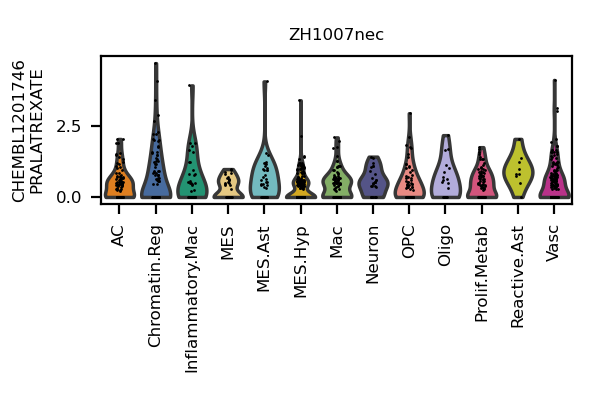 ZH1007nec
CHEMBL1201746
PRALATREXATE
2.5
0.0
AC
Chromatin.Reg
Inflammatory.Mac
MES
MES.Ast
MES.Hyp
Mac
Neuron
OPC
Oligo
Prolif.Metab
Reactive.Ast
Vasc